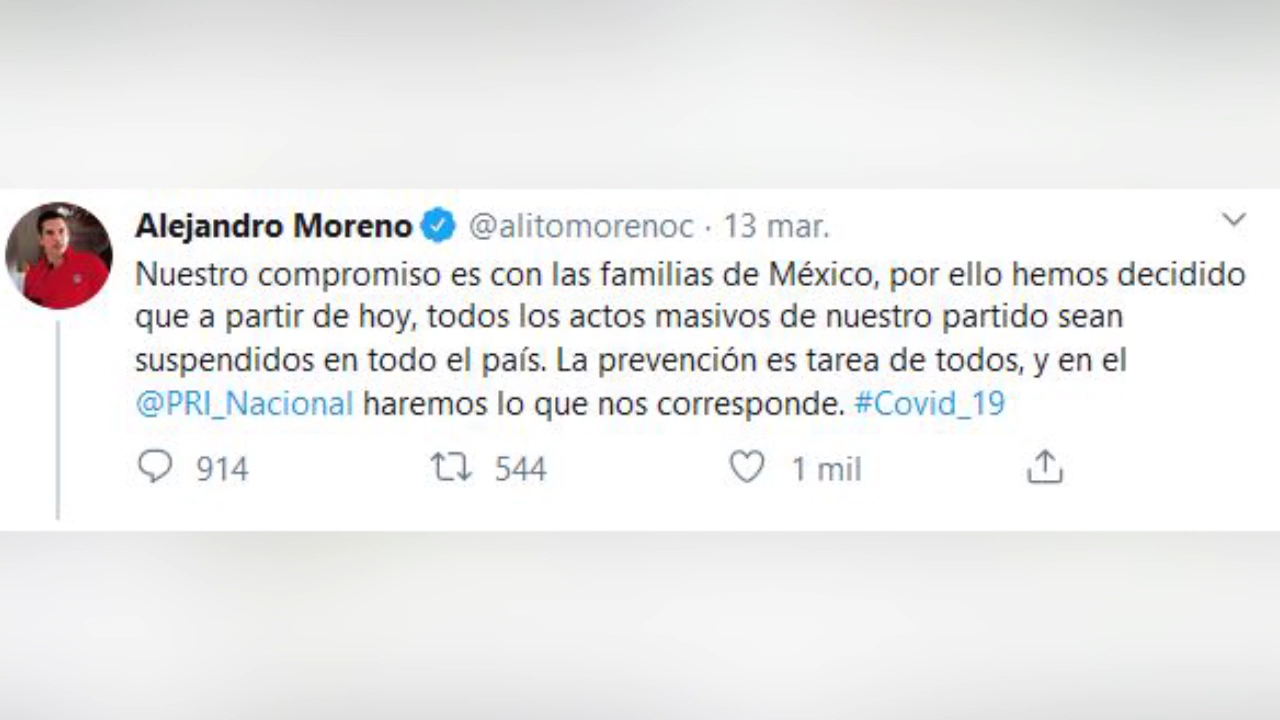 Alejandro Moreno @alitomorenoc · 13 mar.
Nuestro compromiso es con las familias de México, por ello hemos decidido
que a partir de hoy, todos los actos masivos de nuestro partido sean
suspendidos en todo el país. La prevención es tarea de todos, y en el
@PRI_Nacional haremos lo que nos corresponde. #Covid_19
914 544 1 mil